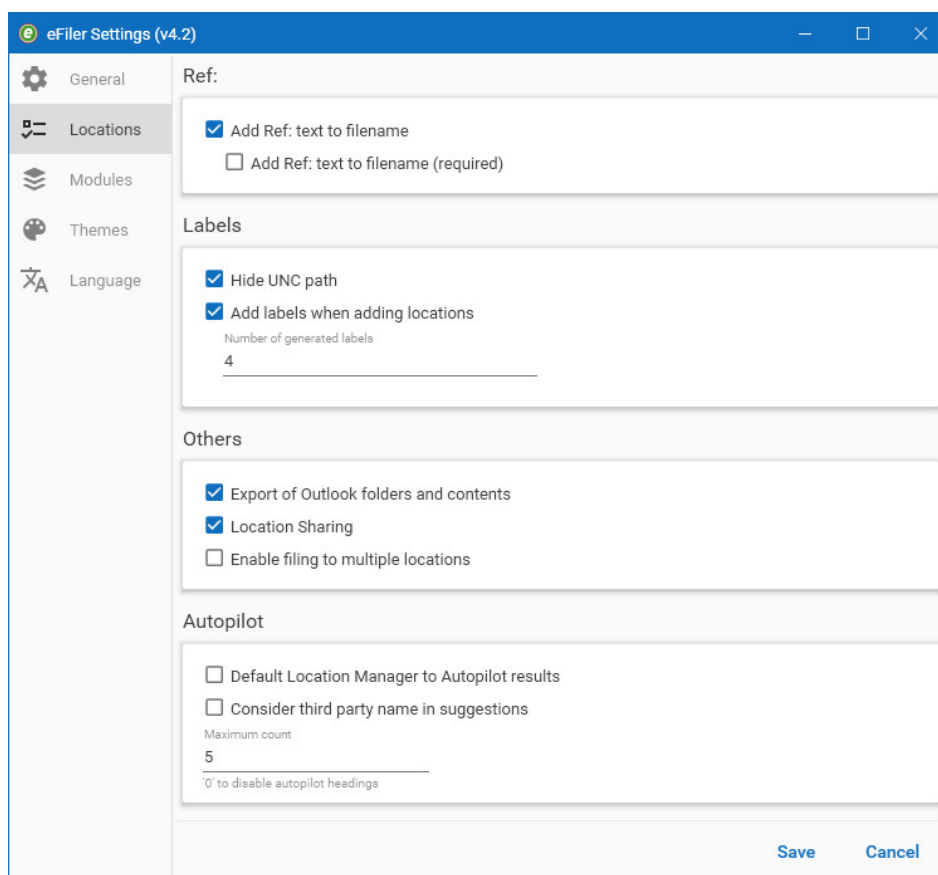 eFiler Settings (v4.2)
General
Locations
Modules
Themes
Language
Ref:
Add Ref: text to filename
Add Ref: text to filename (required)
Labels
Hide UNC path
Add labels when adding locations
Number of generated labels
4
Others
Export of Outlook folders and contents
Location Sharing
Enable filing to multiple locations
Autopilot
Default Location Manager to Autopilot results
Consider third party name in suggestions
Maximum count
5
'0' to disable autopilot headings
Save Cancel